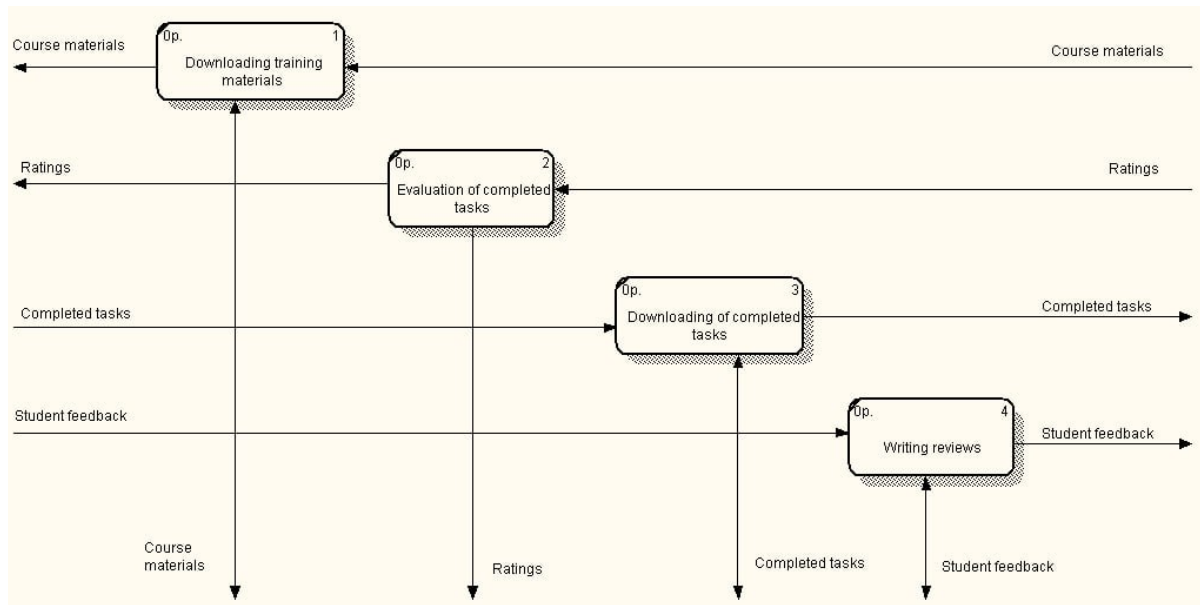 Course materials
0p.
1
Downloading training
materials
Course materials
Ratings
0p.
2
Evaluation of completed
tasks
Ratings
Completed tasks
0p.
3
Downloading of completed
tasks
Completed tasks
Student feedback
0p.
4
Writing reviews
Student feedback
Course
materials
Ratings
Completed tasks
Student feedback